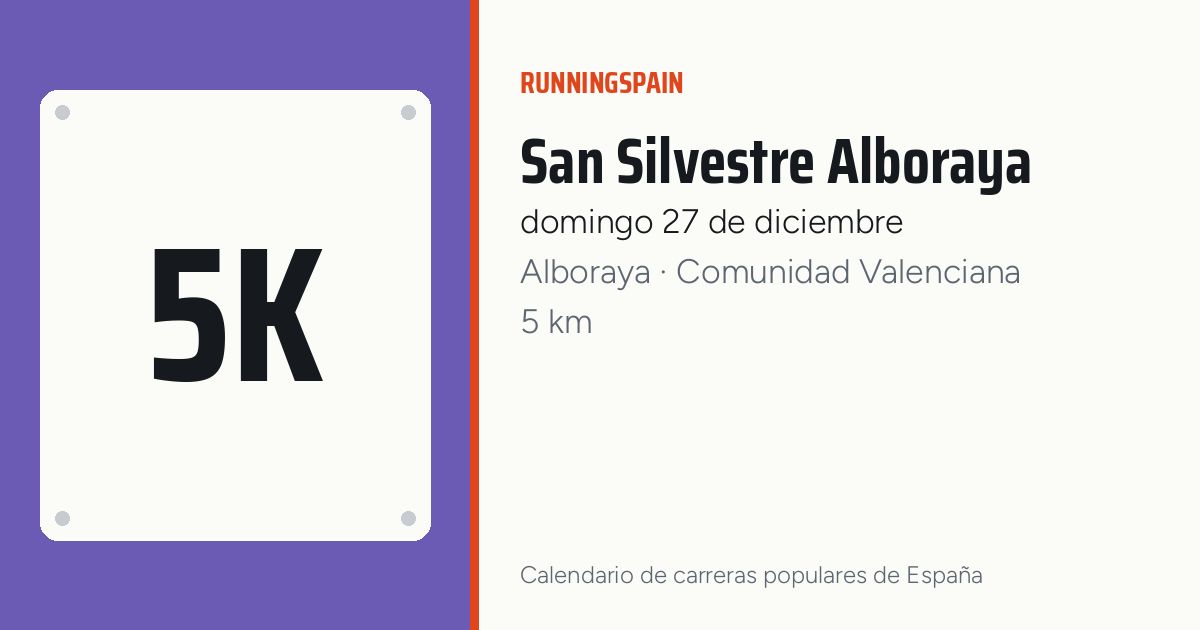 5K
RUNNINGSPAIN
San Silvestre Alboraya
domingo 27 de diciembre
Alboraya · Comunidad Valenciana
5 km
Calendario de carreras populares de España